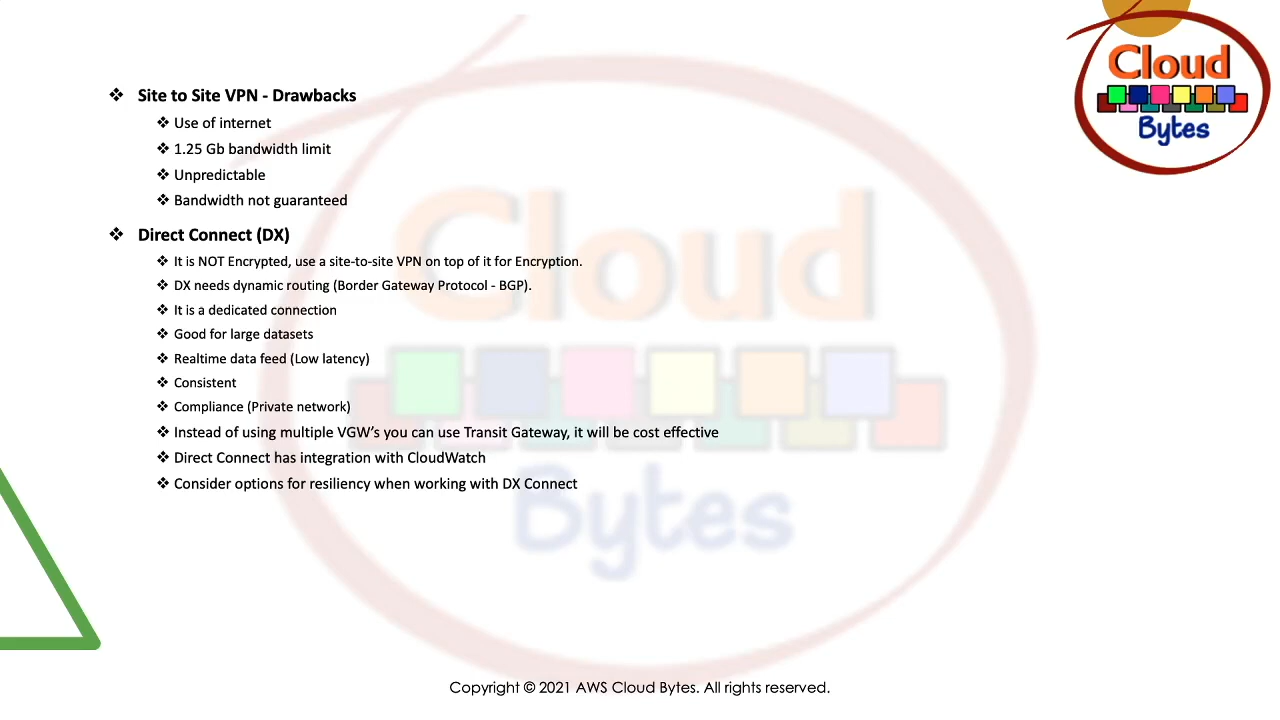 Cloud
Bytes
❖ Site to Site VPN - Drawbacks
❖ Use of internet
❖ 1.25 Gb bandwidth limit
❖ Unpredictable
❖ Bandwidth not guaranteed
❖ Direct Connect (DX)
❖ It is NOT Encrypted, use a site-to-site VPN on top of it for Encryption.
❖ DX needs dynamic routing (Border Gateway Protocol - BGP).
❖ It is a dedicated connection
❖ Good for large datasets
❖ Realtime data feed (Low latency)
❖ Consistent
❖ Compliance (Private network)
❖ Instead of using multiple VGW’s you can use Transit Gateway, it will be cost effective
❖ Direct Connect has integration with CloudWatch
❖ Consider options for resiliency when working with DX Connect
Cloud
Bytes
Copyright © 2021 AWS Cloud Bytes. All rights reserved.